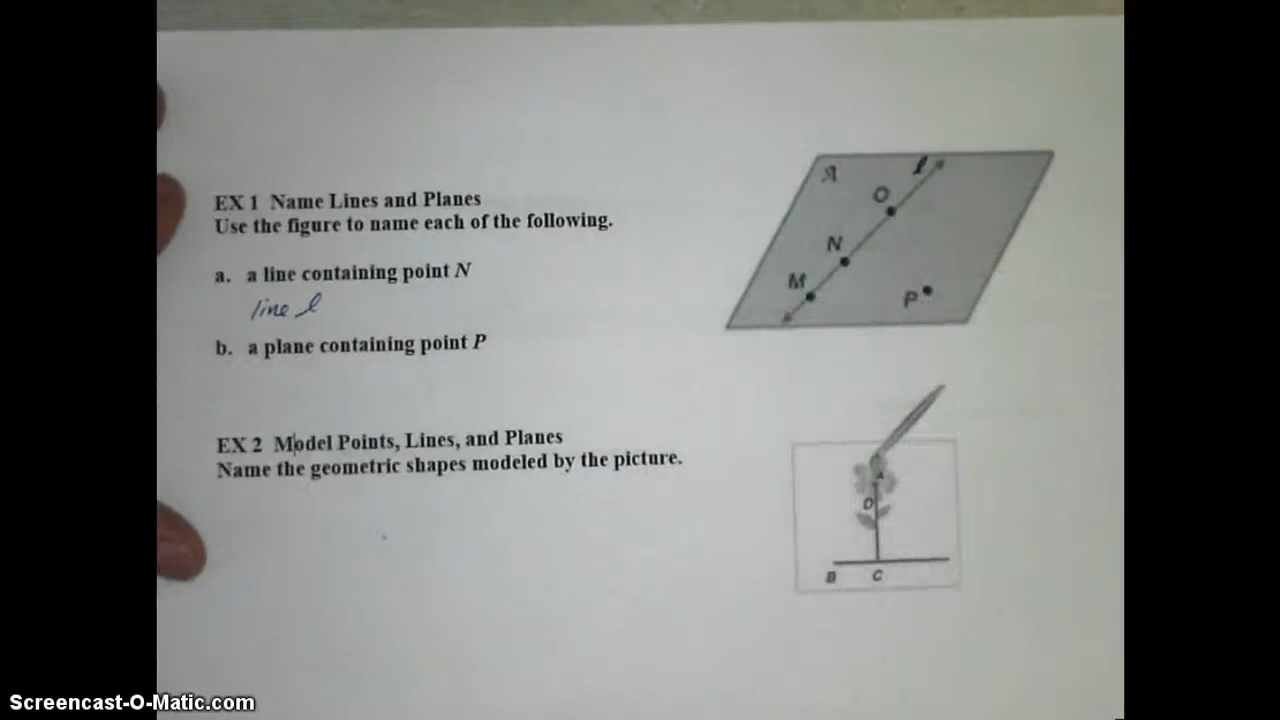 EX 1 Name Lines and Planes
Use the figure to name each of the following.
a. a line containing point N
line l
b. a plane containing point P
A
l
O
N
M
P
EX 2 Model Points, Lines, and Planes
Name the geometric shapes modeled by the picture.
A
D
B C
Screencast-O-Matic.com